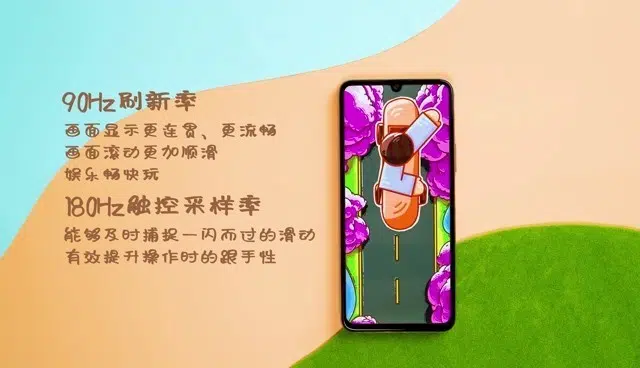 90Hz刷新率
画面显示更连贯、更流畅
画面滚动更加顺滑
娱乐畅快玩
180Hz触控采样率
能够及时捕捉一闪而过的滑动
有效提升操作时的跟手性